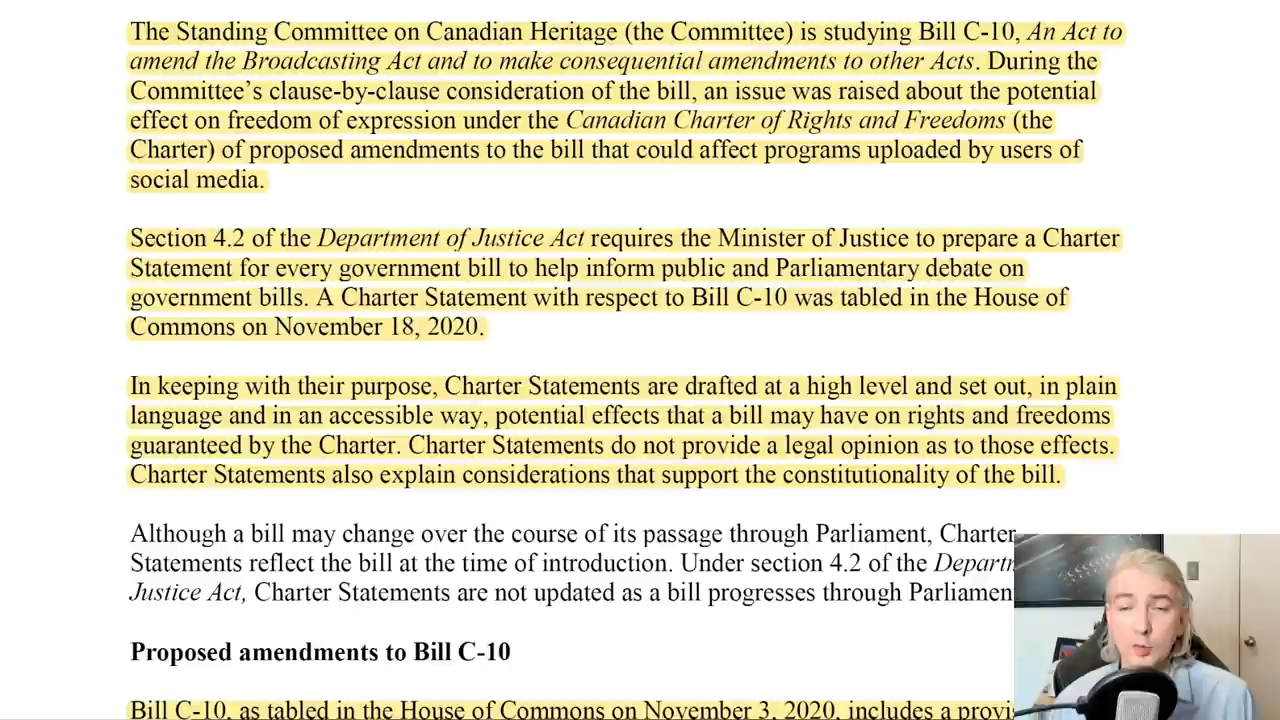 The Standing Committee on Canadian Heritage (the Committee) is studying Bill C-10, An Act to
amend the Broadcasting Act and to make consequential amendments to other Acts. During the
Committee’s clause-by-clause consideration of the bill, an issue was raised about the potential
effect on freedom of expression under the Canadian Charter of Rights and Freedoms (the
Charter) of proposed amendments to the bill that could affect programs uploaded by users of
social media.
Section 4.2 of the Department of Justice Act requires the Minister of Justice to prepare a Charter
Statement for every government bill to help inform public and Parliamentary debate on
government bills. A Charter Statement with respect to Bill C-10 was tabled in the House of
Commons on November 18, 2020.
In keeping with their purpose, Charter Statements are drafted at a high level and set out, in plain
language and in an accessible way, potential effects that a bill may have on rights and freedoms
guaranteed by the Charter. Charter Statements do not provide a legal opinion as to those effects.
Charter Statements also explain considerations that support the constitutionality of the bill.
Although a bill may change over the course of its passage through Parliament, Charter
Statements reflect the bill at the time of introduction. Under section 4.2 of the Departm
Justice Act, Charter Statements are not updated as a bill progresses through Parliamen
Proposed amendments to Bill C-10
Bill C-10, as tabled in the House of Commons on November 3, 2020, includes a provi